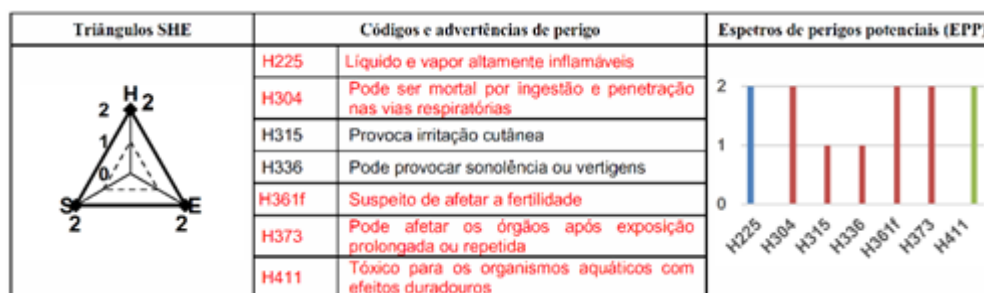 Triângulos SHE
Códigos e advertências de perigo
Espetros de perigos potenciais (EPP)
H 2
2
1
0
S
2
E
2
H225 Líquido e vapor altamente inflamáveis
H304 Pode ser mortal por ingestão e penetração
nas vias respiratórias
H315 Provoca irritação cutânea
H336 Pode provocar sonolência ou vertigens
H361f Suspeito de afetar a fertilidade
H373 Pode afetar os órgãos após exposição
prolongada ou repetida
H411 Tóxico para os organismos aquáticos com
efeitos duradouros
2
1
0
H225
H304
H315
H336
H361f
H373
H411